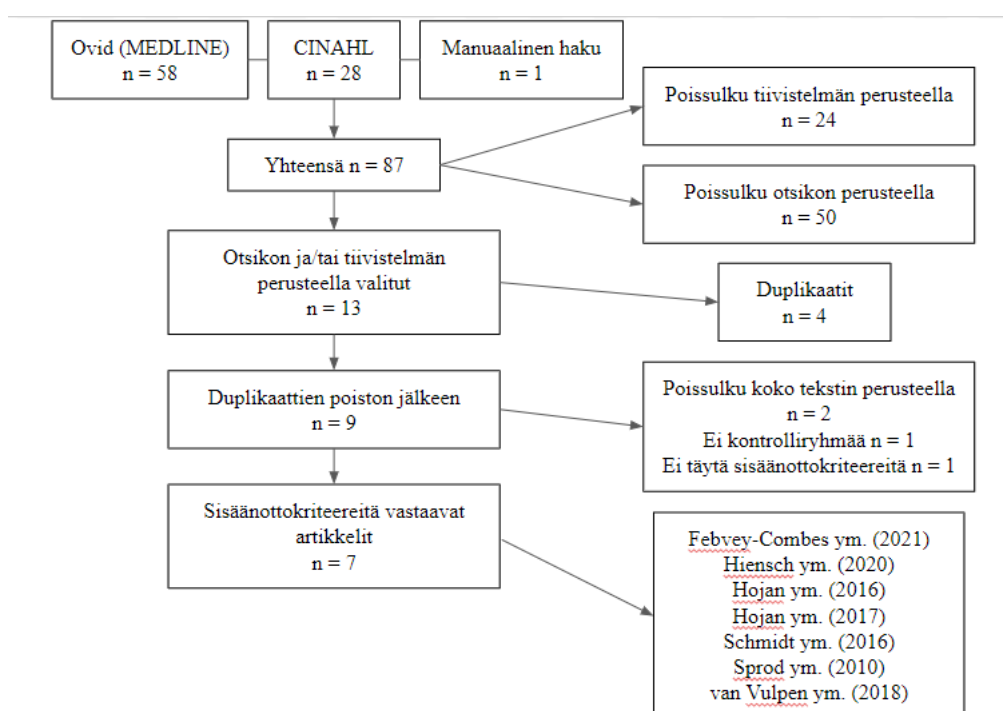 Ovid (MEDLINE)
n = 58
CINAHL
n = 28
Manuaalinen haku
n = 1
Poissulku tiivistelmän perusteella
n = 24
Yhteensä n = 87
Poissulku otsikon perusteella
n = 50
Otsikon ja/tai tiivistelmän
perusteella valitut
n = 13
Duplikaatit
n = 4
Duplikaattien poiston jälkeen
n = 9
Poissulku koko tekstin perusteella
n = 2
Ei kontrolliryhmää n = 1
Ei täytä sisäänottokriteereitä n = 1
Sisäänottokriteereitä vastaavat
artikkelit
n = 7
Febvey-Combes ym. (2021)
Hiensch ym. (2020)
Hojan ym. (2016)
Hojan ym. (2017)
Schmidt ym. (2016)
Sprod ym. (2010)
van Vulpen ym. (2018)